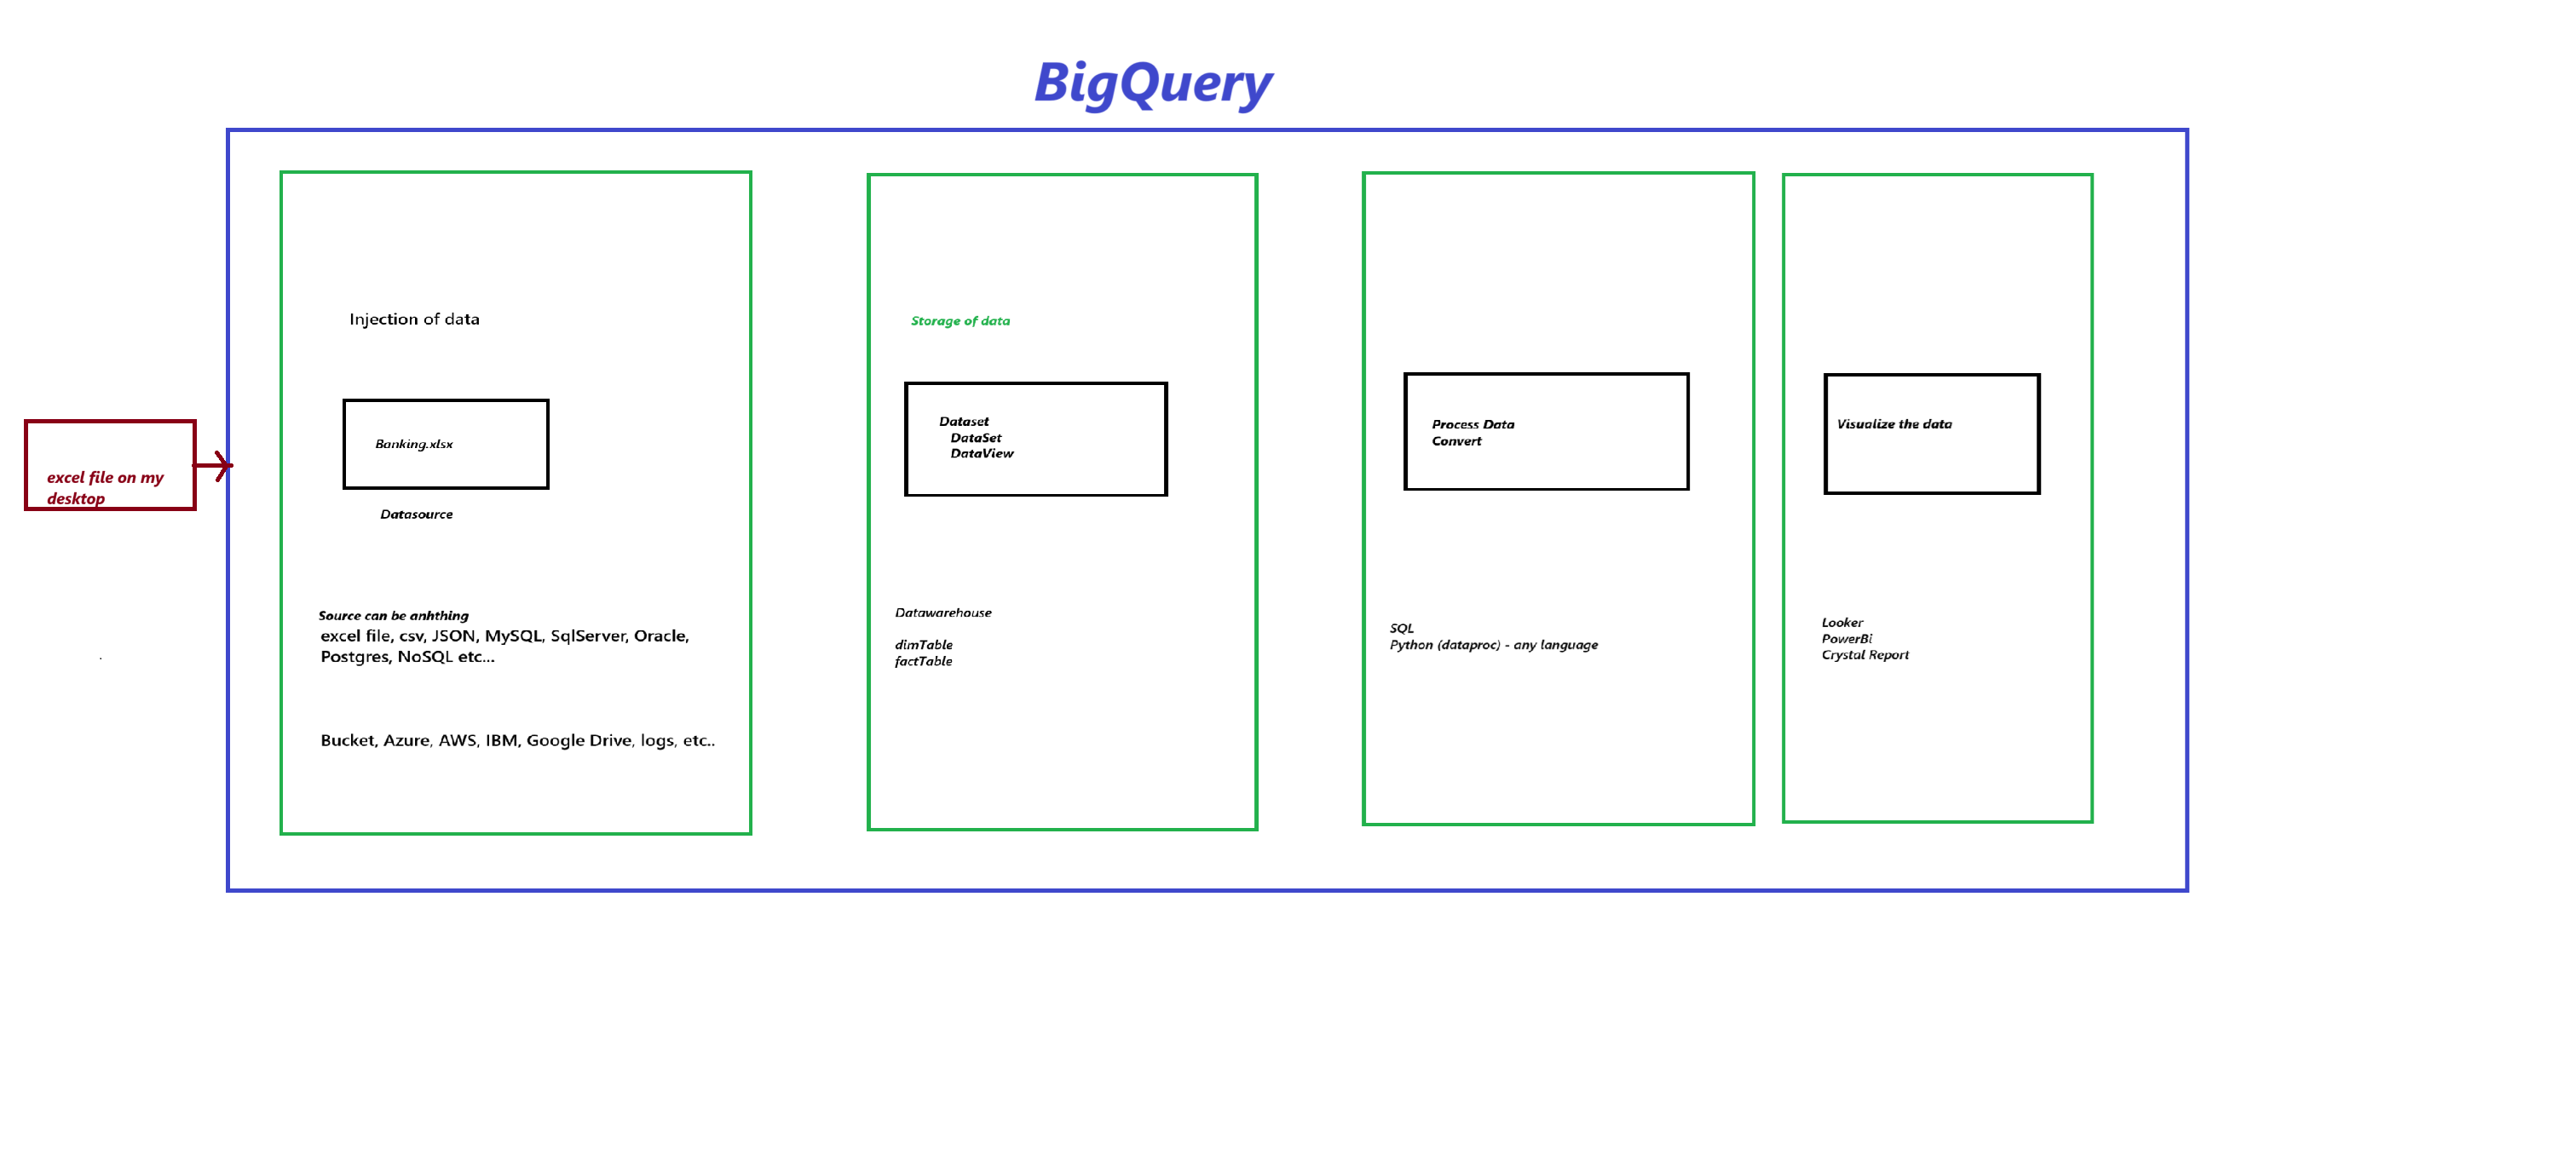 BigQuery
excel file on my
desktop
Injection of data
Banking.xlsx
Datasource
Source can be anhthing
excel file, csv, JSON, MySQL, SqlServer, Oracle,
Postgres, NoSQL etc...
Bucket, Azure, AWS, IBM, Google Drive, logs, etc..
Storage of data
Dataset
DataSet
DataView
Datawarehouse
dimTable
factTable
Process Data
Convert
SQL
Python (dataproc) - any language
Visualize the data
Looker
PowerBi
Crystal Report